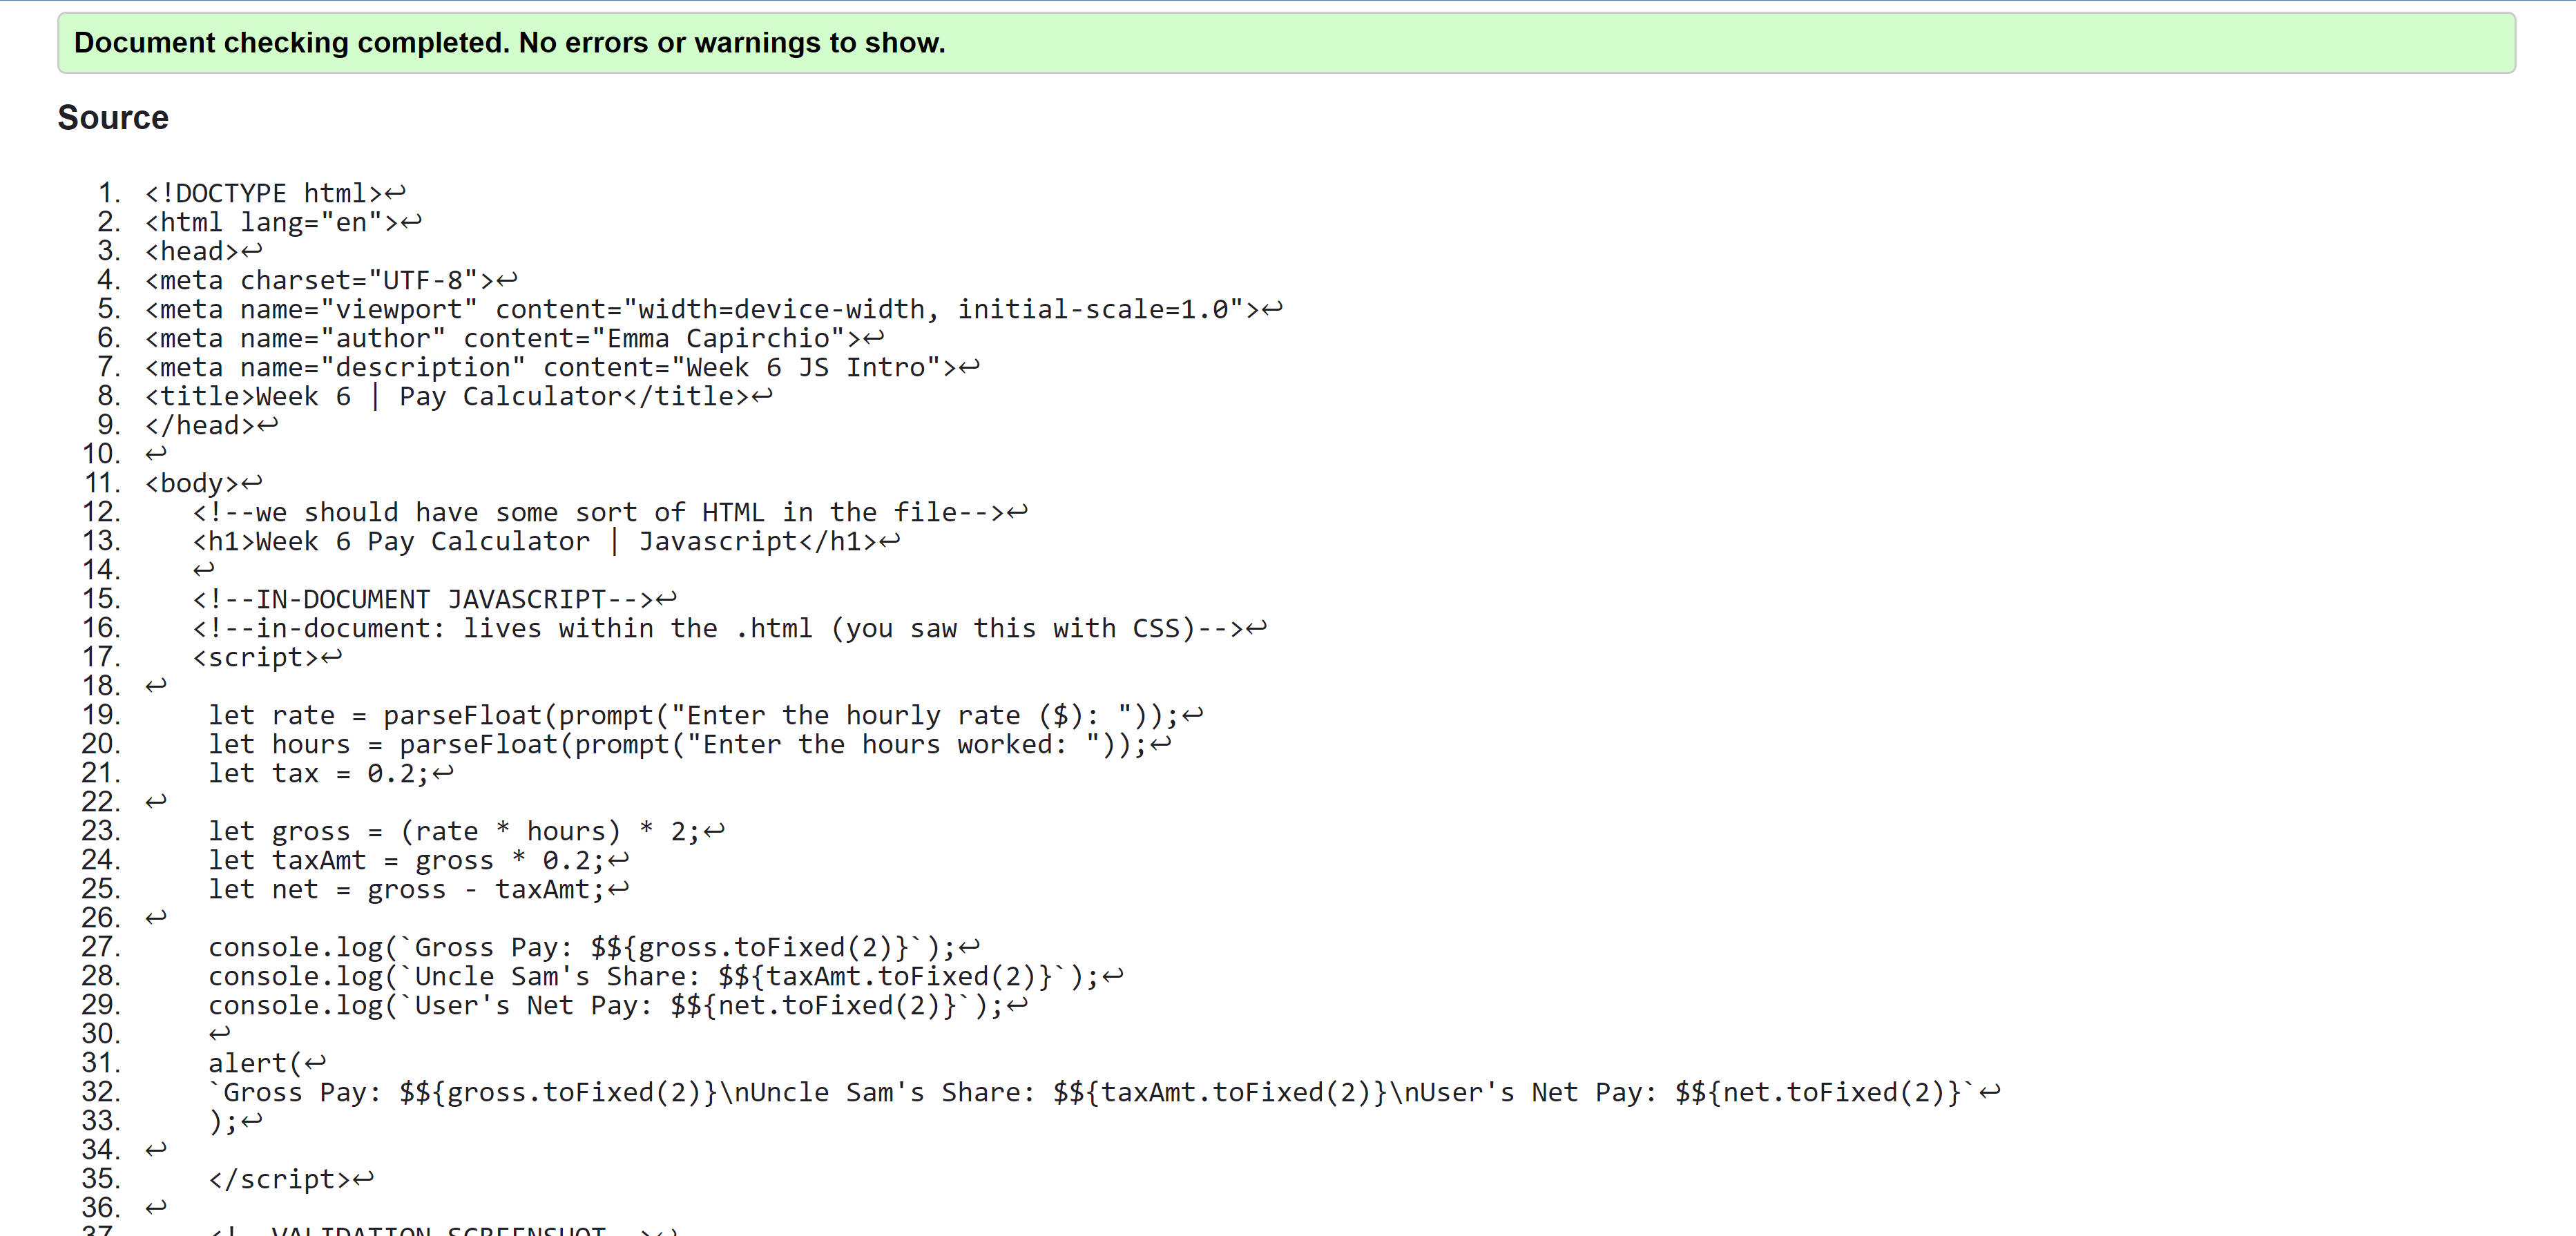 Document checking completed. No errors or warnings to show.
Source
1. <!DOCTYPE html>↩
2. <html lang="en">↩
3. <head>↩
4. <meta charset="UTF-8">↩
5. <meta name="viewport" content="width=device-width, initial-scale=1.0">↩
6. <meta name="author" content="Emma Capirchio">↩
7. <meta name="description" content="Week 6 JS Intro">↩
8. <title>Week 6 | Pay Calculator</title>↩
9. </head>↩
10. ↩
11. <body>↩
12.    <!--we should have some sort of HTML in the file-->↩
13.    <h1>Week 6 Pay Calculator | Javascript</h1>↩
14.    ↩
15.    <!--IN-DOCUMENT JAVASCRIPT-->↩
16.    <!--in-document: lives within the .html (you saw this with CSS)-->↩
17.    <script>↩
18. ↩
19.     let rate = parseFloat(prompt("Enter the hourly rate ($): "));↩
20.     let hours = parseFloat(prompt("Enter the hours worked: "));↩
21.     let tax = 0.2;↩
22. ↩
23.     let gross = (rate * hours) * 2;↩
24.     let taxAmt = gross * 0.2;↩
25.     let net = gross - taxAmt;↩
26. ↩
27.     console.log(`Gross Pay: $${gross.toFixed(2)}`);↩
28.     console.log(`Uncle Sam's Share: $${taxAmt.toFixed(2)}`);↩
29.     console.log(`User's Net Pay: $${net.toFixed(2)}`);↩
30.     ↩
31.     alert(↩
32.     `Gross Pay: $${gross.toFixed(2)}\nUncle Sam's Share: $${taxAmt.toFixed(2)}\nUser's Net Pay: $${net.toFixed(2)}`↩
33.     );↩
34. ↩
35.     </script>↩
36. ↩
37.     <!--VALIDATION SCREENSHOT-->↩